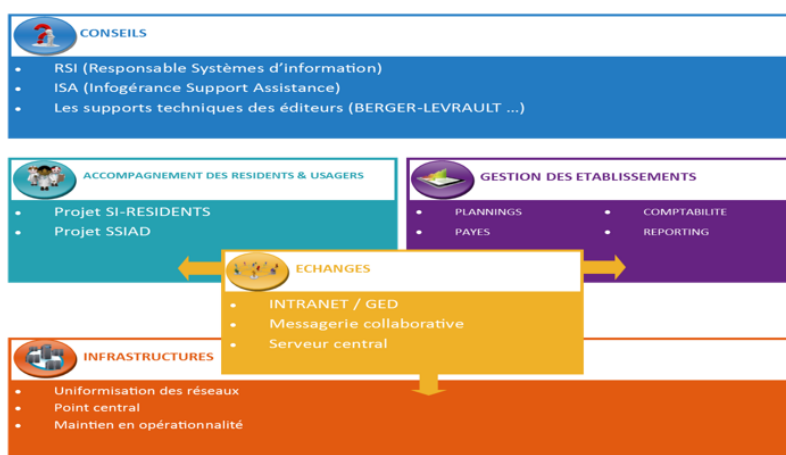 CONSEILS
• RSI (Responsable Systèmes d'information)
• ISA (Infogérance Support Assistance)
• Les supports techniques des éditeurs (BERGER-LEVRAULT ...)
ACCOMPAGNEMENT DES RESIDENTS & USAGERS
• Projet SI-RESIDENTS
• Projet SSIAD
GESTION DES ETABLISSEMENTS
• PLANNINGS
• PAYES
• COMPTABILITE
• REPORTING
ECHANGES
• INTRANET / GED
• Messagerie collaborative
• Serveur central
INFRASTRUCTURES
• Uniformisation des réseaux
• Point central
• Maintien en opérationnalité